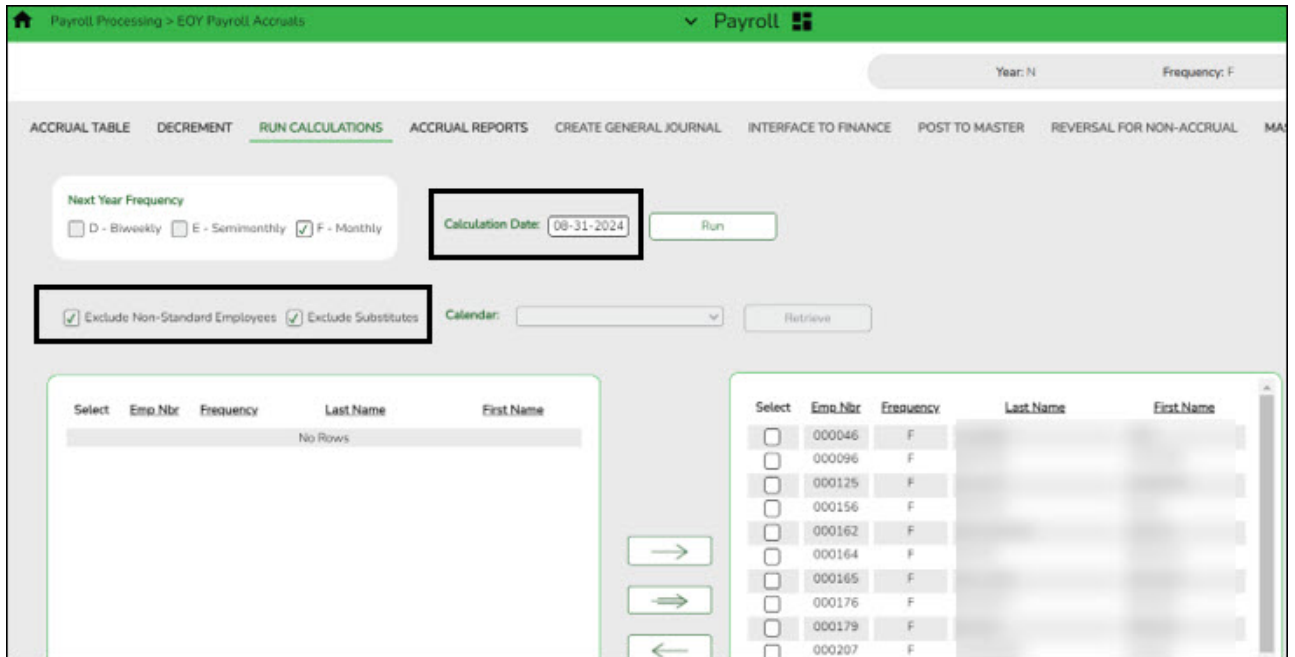 Payroll Processing > EOY Payroll Accruals
Payroll
Year: N Frequency: F
ACCRUAL TABLE DECREMENT RUN CALCULATIONS ACCRUAL REPORTS CREATE GENERAL JOURNAL INTERFACE TO FINANCE POST TO MASTER REVERSAL FOR NON-ACCRUAL
Next Year Frequency
D - Biweekly E - Semimonthly F - Monthly
Calculation Date: 08-31-2024 Run
Exclude Non-Standard Employees Exclude Substitutes Calendar: Retrieve
Select Emp Nbr Frequency Last Name First Name
No Rows
Select Emp Nbr Frequency Last Name First Name
000046 F
000096 F
000125 F
000156 F
000162 F
000164 F
000165 F
000176 F
000179 F
000207 F